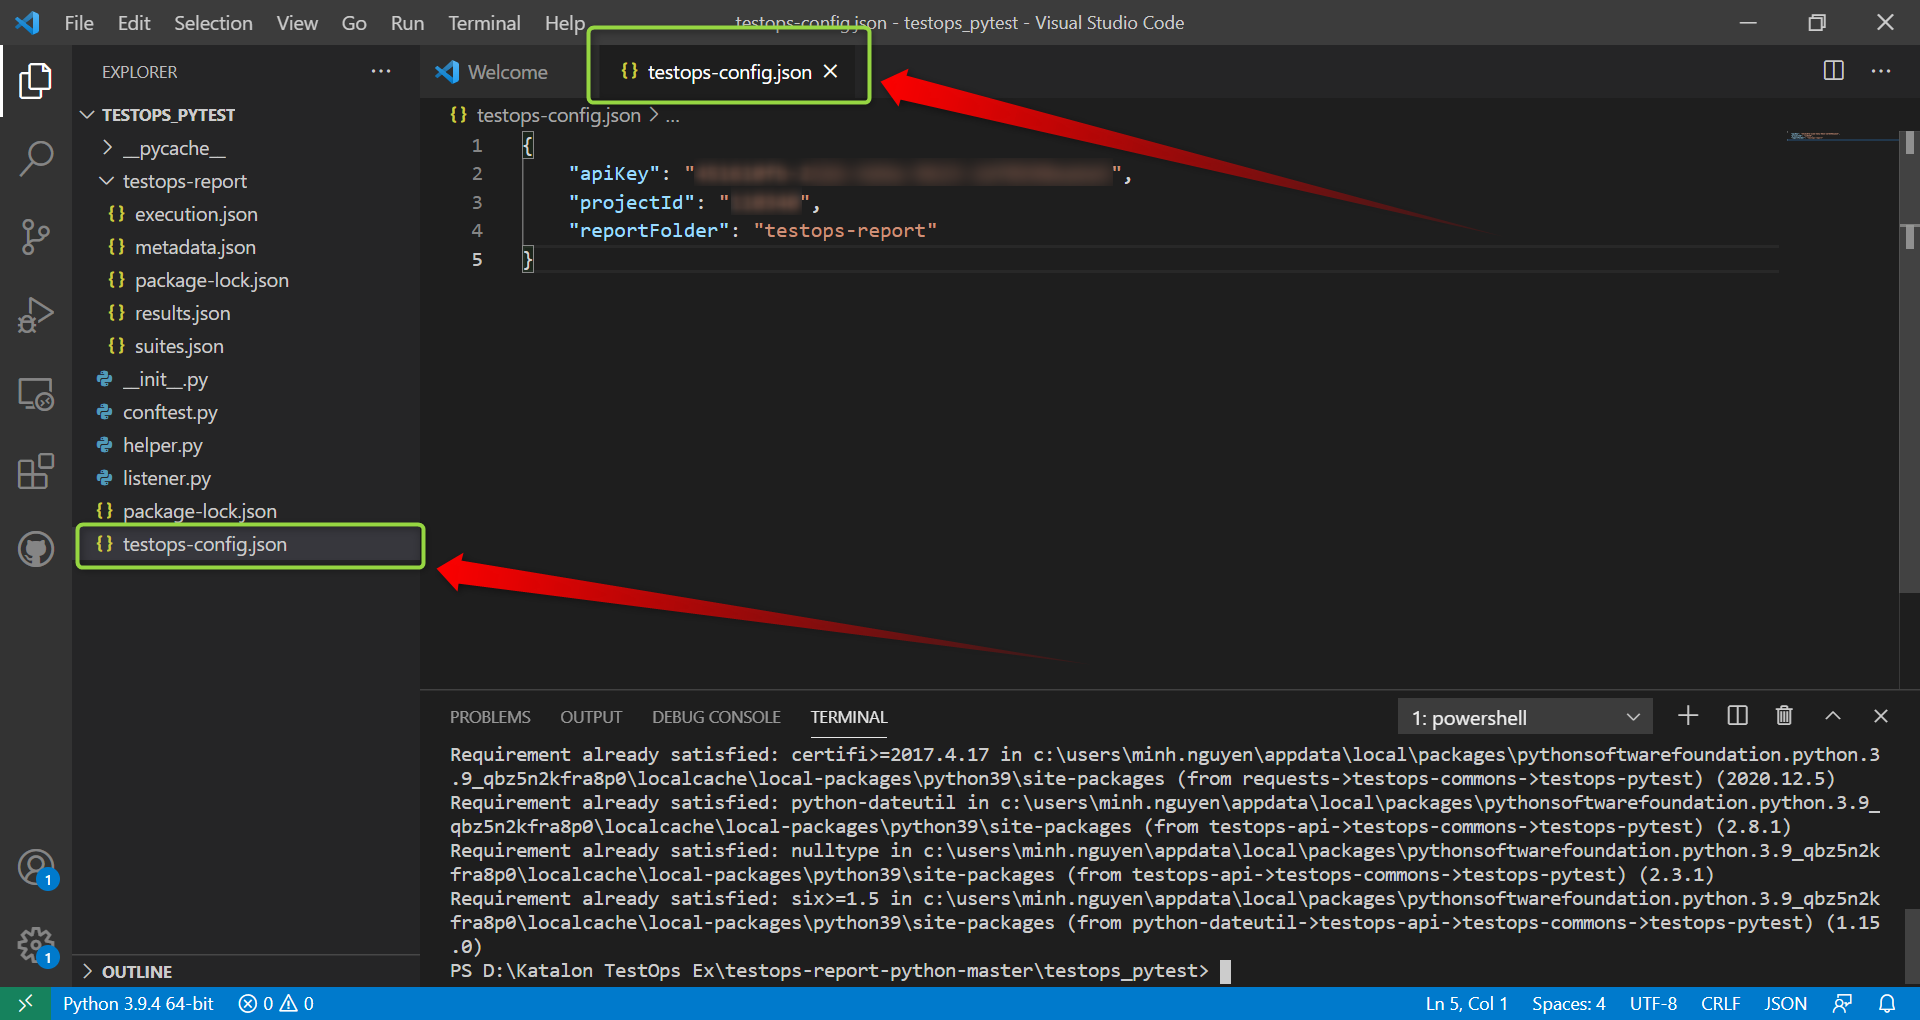 File Edit Selection View Go Run Terminal Help testops-config.json - testops_pytest - Visual Studio Code
EXPLORER
Welcome
testops-config.json
TESTOPS_PYTEST
testops-config.json > ...
__pycache__
testops-report
execution.json
metadata.json
package-lock.json
results.json
suites.json
__init__.py
conftest.py
helper.py
listener.py
package-lock.json
testops-config.json
OUTLINE
1 {
2 "apiKey": "",
3 "projectId": "",
4 "reportFolder": "testops-report"
5 }
PROBLEMS OUTPUT DEBUG CONSOLE TERMINAL 1: powershell
Requirement already satisfied: certifi>=2017.4.17 in c:\users\minh.nguyen\appdata\local\packages\pythonsoftwarefoundation.python.3
.9_qbz5n2kfra8p0\localcache\local-packages\python39\site-packages (from requests->testops-commons->testops-pytest) (2020.12.5)
Requirement already satisfied: python-dateutil in c:\users\minh.nguyen\appdata\local\packages\pythonsoftwarefoundation.python.3.9_
qbz5n2kfra8p0\localcache\local-packages\python39\site-packages (from testops-api->testops-commons->testops-pytest) (2.8.1)
Requirement already satisfied: nulltype in c:\users\minh.nguyen\appdata\local\packages\pythonsoftwarefoundation.python.3.9_qbz5n2k
fra8p0\localcache\local-packages\python39\site-packages (from testops-api->testops-commons->testops-pytest) (2.3.1)
Requirement already satisfied: six>=1.5 in c:\users\minh.nguyen\appdata\local\packages\pythonsoftwarefoundation.python.3.9_qbz5n2k
fra8p0\localcache\local-packages\python39\site-packages (from python-dateutil->testops-api->testops-commons->testops-pytest) (1.15
.0)
PS D:\Katalon TestOps Ex\testops-report-python-master\testops_pytest>
1
1
Python 3.9.4 64-bit 0 0 Ln 5, Col 1 Spaces: 4 UTF-8 CRLF JSON